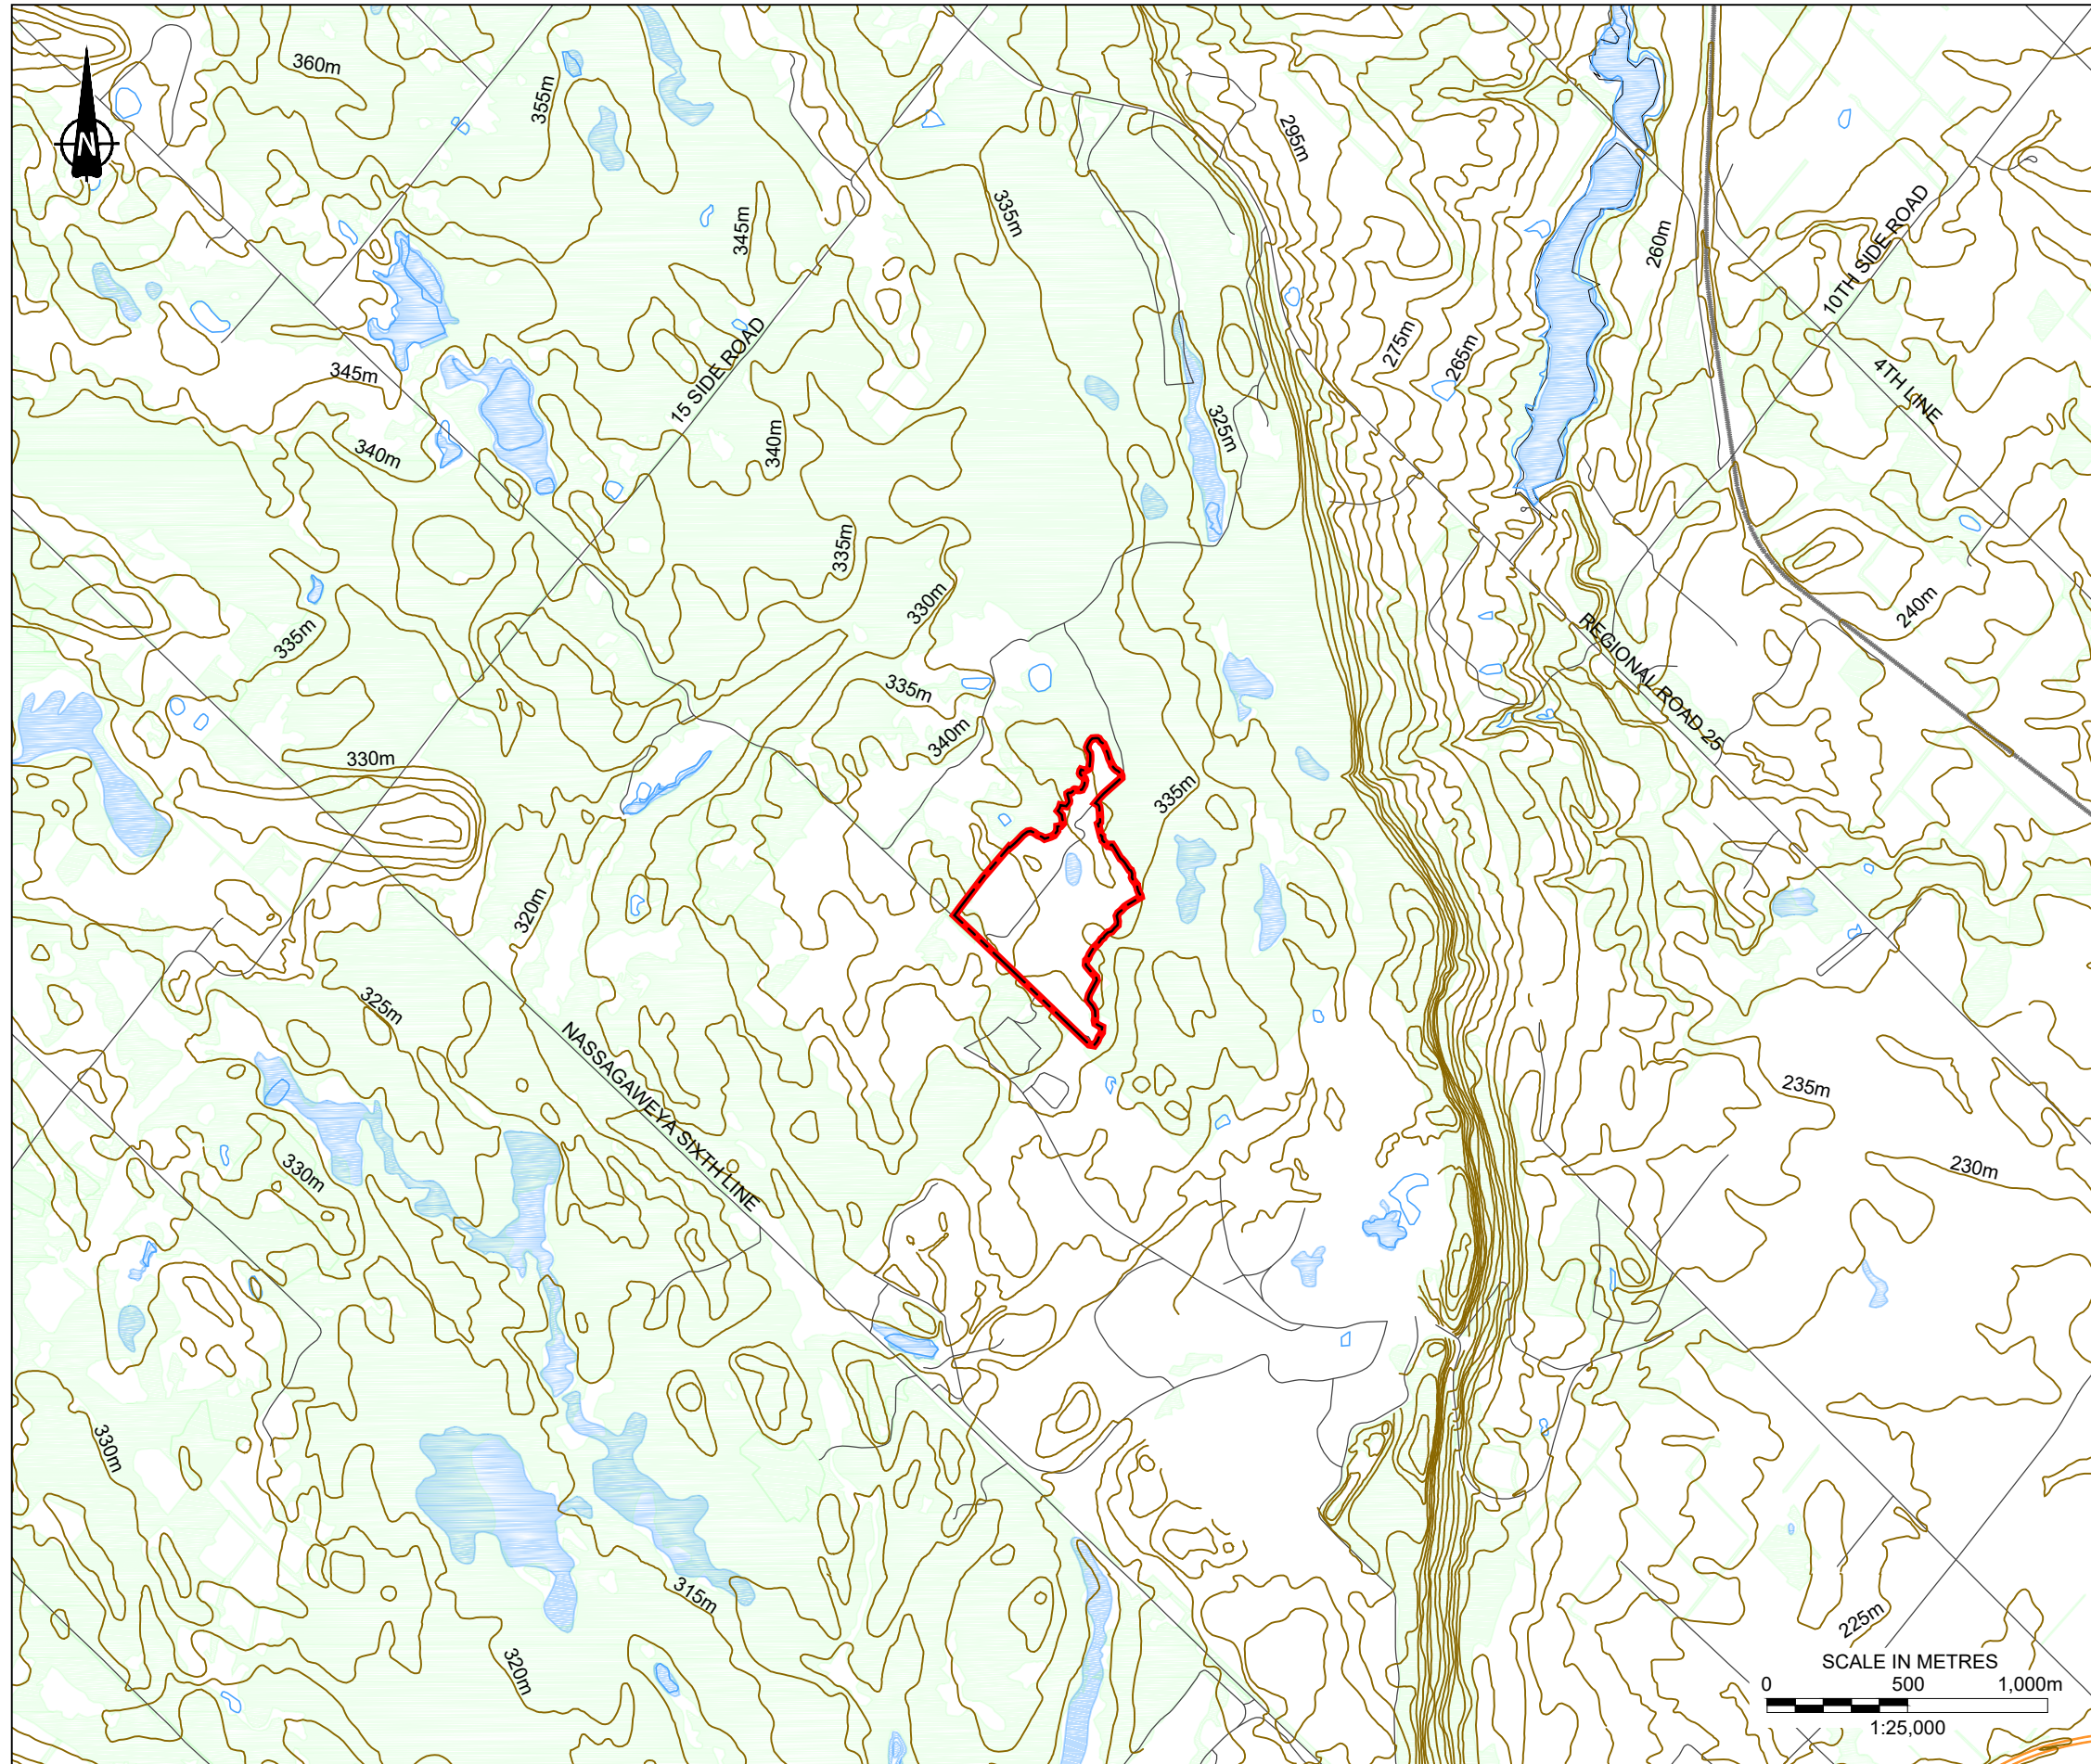 360m
355m
N
295m
335m
345m
260m
10TH SIDE ROAD
275m
265m
4TH LINE
345m
15 SIDE ROAD
325m
340m
340m
335m
330m
240m
335m
REGIONAL ROAD 25
335m
340m
330m
335m
320m
325m
NASSAGAWEYA SIXTH LINE
235m
330m
230m
330m
315m
225m
320m
SCALE IN METRES
0 500 1,000m
1:25,000